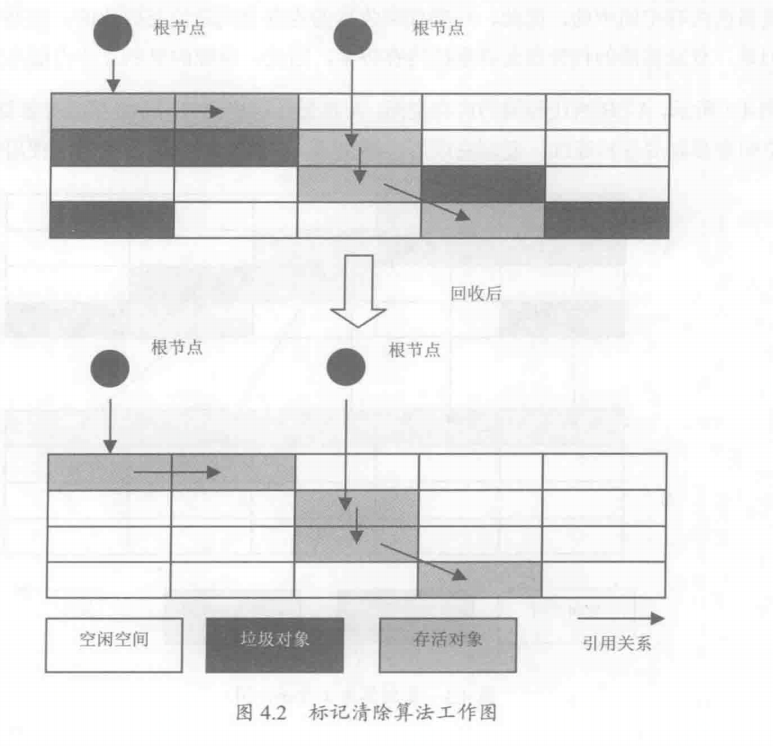 根节点
根节点
回收后
根节点
根节点
空闲空间
垃圾对象
存活对象
引用关系
图 4.2 标记清除算法工作图